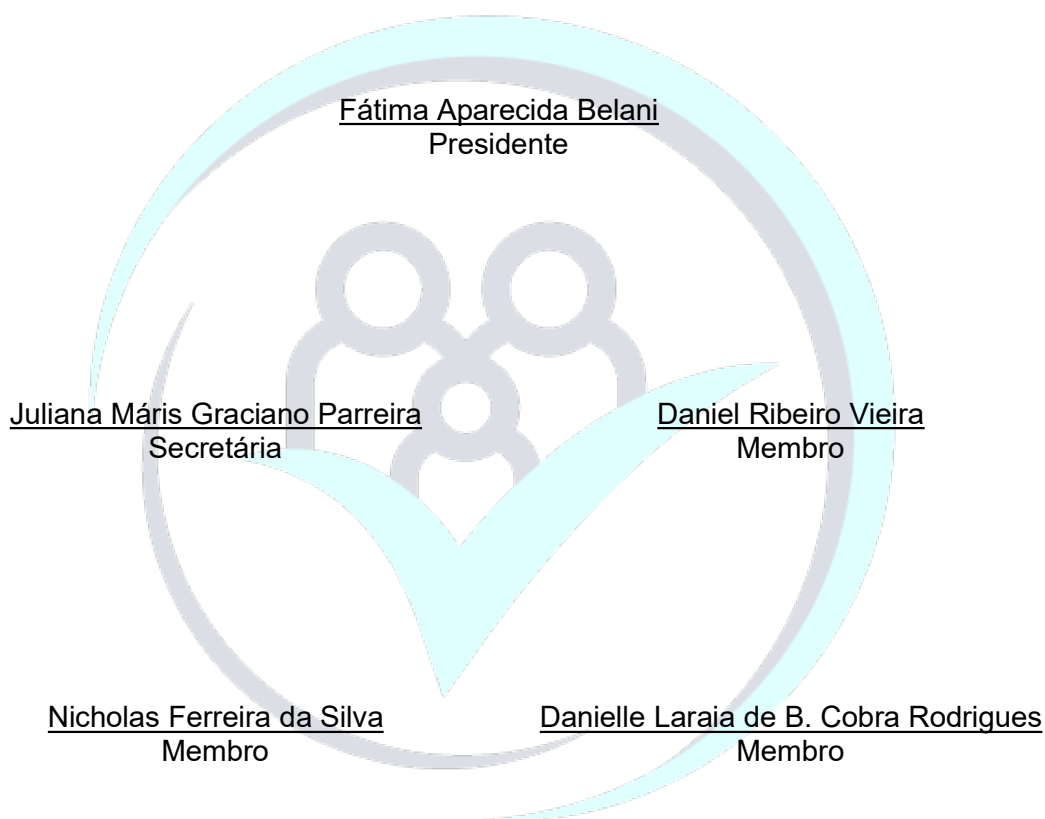 Fátima Aparecida Belani
Presidente
Juliana Máris Graciano Parreira
Secretária
Daniel Ribeiro Vieira
Membro
Nicholas Ferreira da Silva
Membro
Danielle Laraia de B. Cobra Rodrigues
Membro